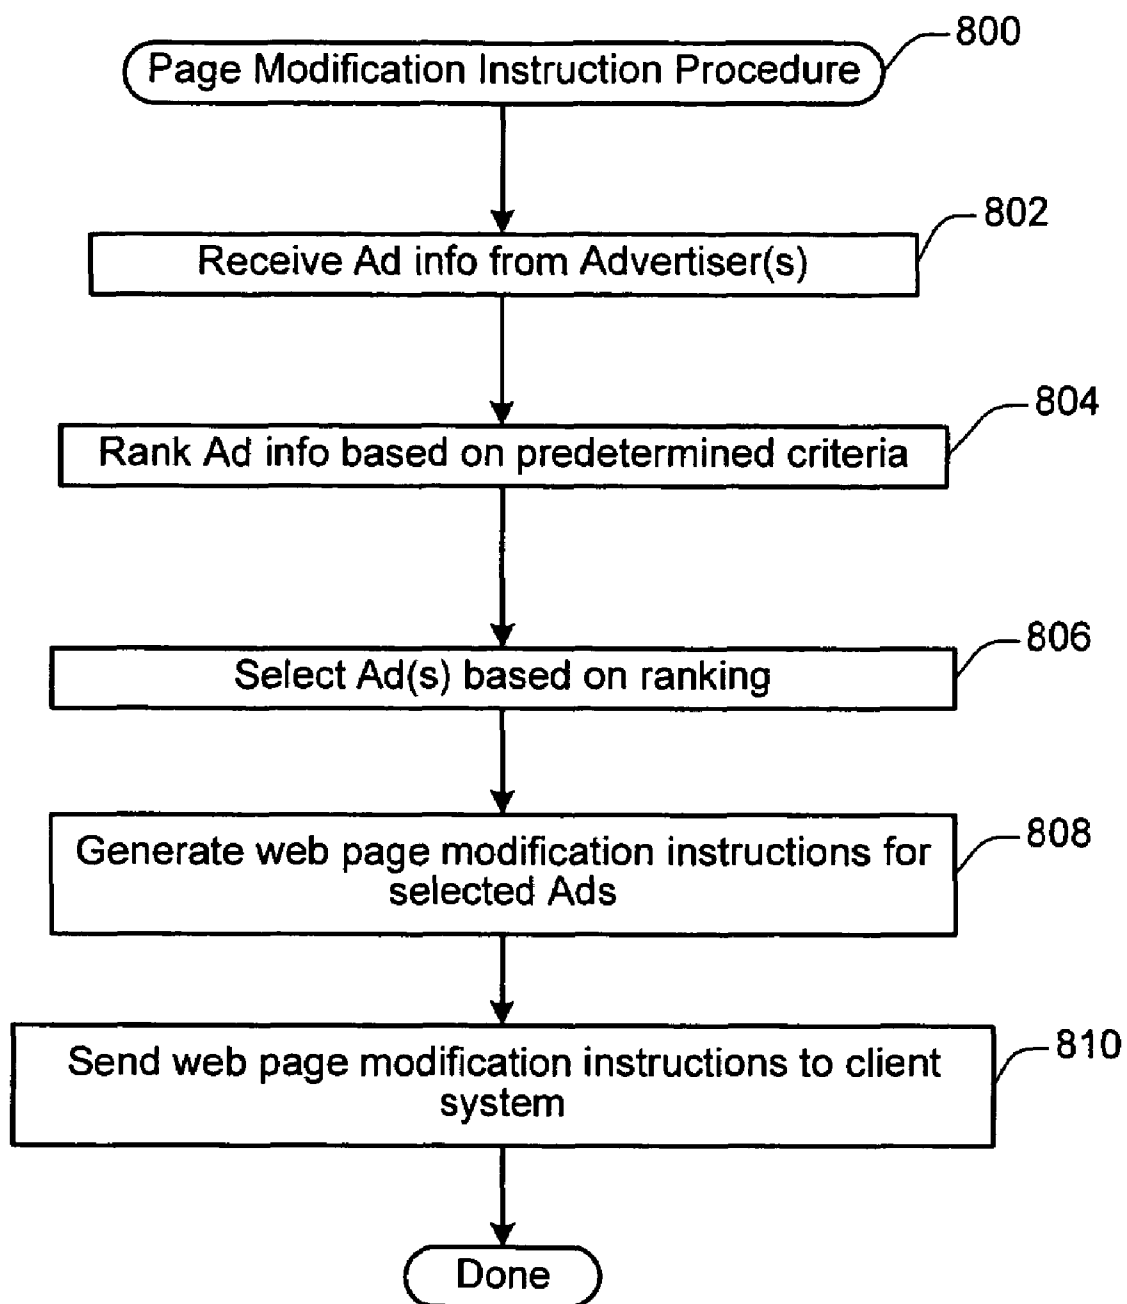 800
Page Modification Instruction Procedure
802
Receive Ad info from Advertiser(s)
804
Rank Ad info based on predetermined criteria
806
Select Ad(s) based on ranking
808
Generate web page modification instructions for
selected Ads
810
Send web page modification instructions to client
system
Done